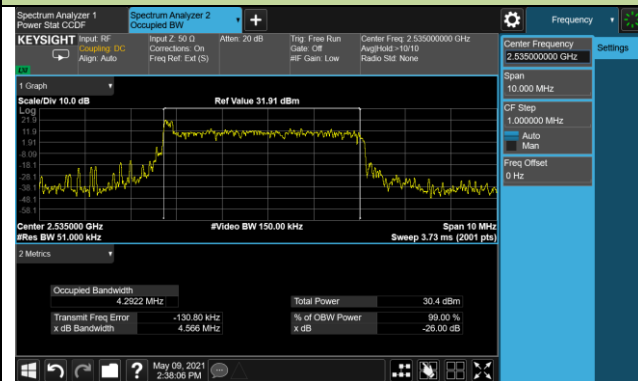 Spectrum Analyzer 1
Power Stat CCDF
Spectrum Analyzer 2
Occupied BW
Frequency
KEYSIGHT
Input: RF
Coupling: DC
Align: Auto
Input Z: 50 Ω
Corrections: On
Freq Ref: Ext (S)
Atten: 20 dB
Trig: Free Run
Gate: Off
#IF Gain: Low
Center Freq: 2.535000000 GHz
Avg|Hold:>10/10
Radio Std: None
Center Frequency
2.535000000 GHz
Settings
Span
10.000 MHz
CF Step
1.000000 MHz
Auto
Man
Freq Offset
0 Hz
1 Graph
Scale/Div 10.0 dB
Ref Value 31.91 dBm
Log
21.9
11.9
1.91
-8.09
-18.1
-28.1
-38.1
-48.1
-58.1
Center 2.535000 GHz
#Video BW 150.00 kHz
Span 10 MHz
#Res BW 51.000 kHz
Sweep 3.73 ms (2001 pts)
2 Metrics
Occupied Bandwidth
4.2922 MHz
Total Power
30.4 dBm
Transmit Freq Error
-130.80 kHz
% of OBW Power
99.00 %
x dB Bandwidth
4.566 MHz
x dB
-26.00 dB
May 09, 2021
2:38:06 PM